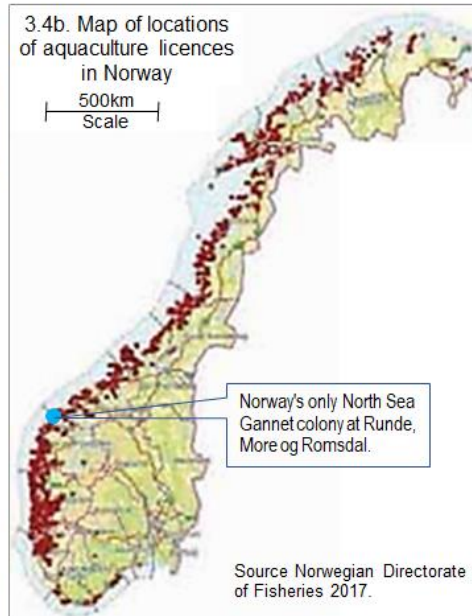 3.4b. Map of locations
of aquaculture licences
in Norway
500km
Scale
Norway's only North Sea
Gannet colony at Runde,
More og Romsdal.
Source Norwegian Directorate
of Fisheries 2017.